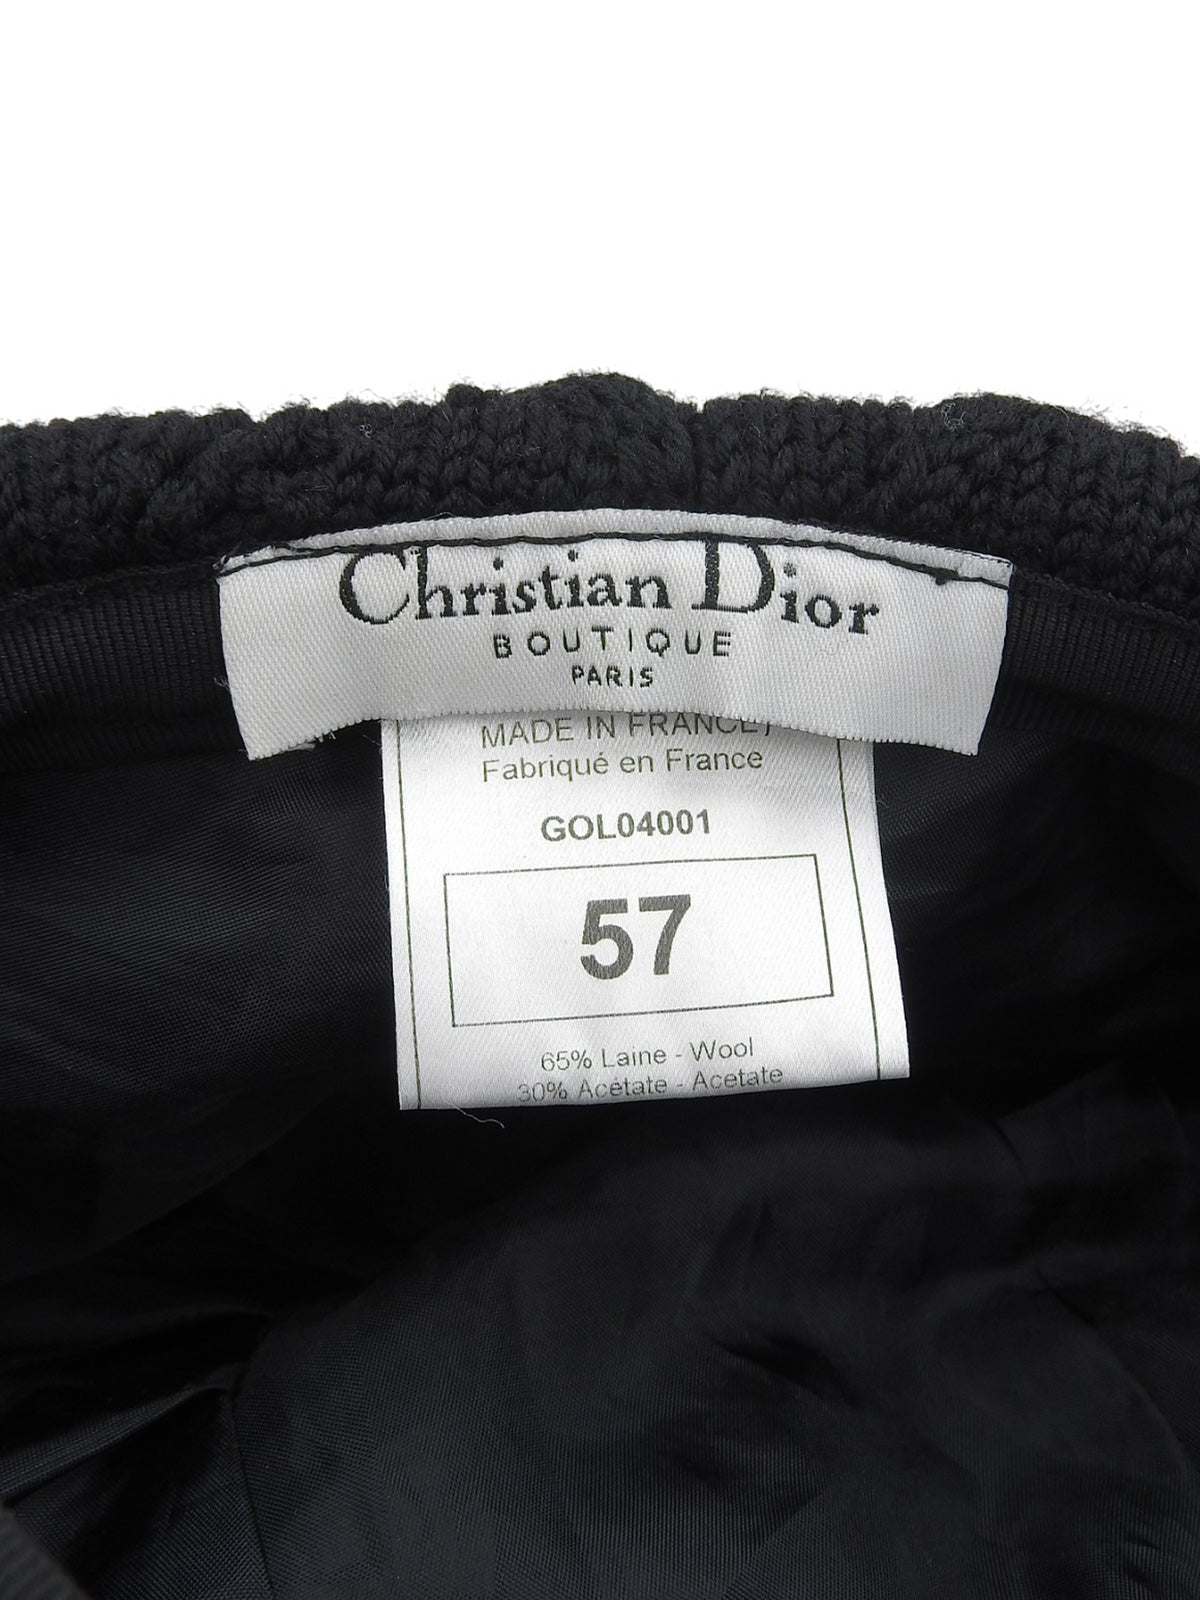 Christian Dior
BOUTIQUE
PARIS
MADE IN FRANCE
Fabriqué en France
GOL04001
57
65% Laine - Wool
30% Acétate - Acetate